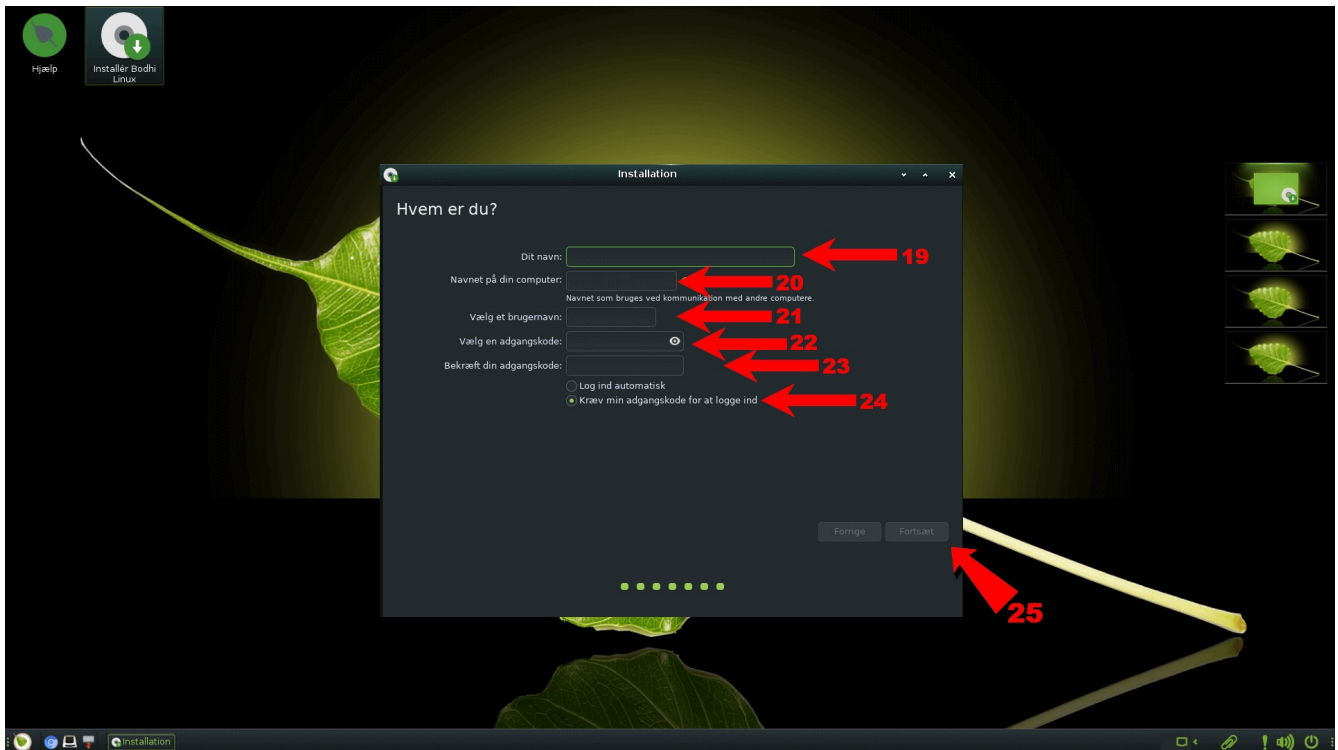 Hjælp
Installér Bodhi
Linux
Installation
Hvem er du?
Dit navn:
19
Navnet på din computer:
20
Navnet som bruges ved kommunikation med andre computere.
Vælg et brugernavn:
21
Vælg en adgangskode:
22
Bekræft din adgangskode:
23
Log ind automatisk
Kræv min adgangskode for at logge ind
24
Forrige
Fortsæt
25
Installation